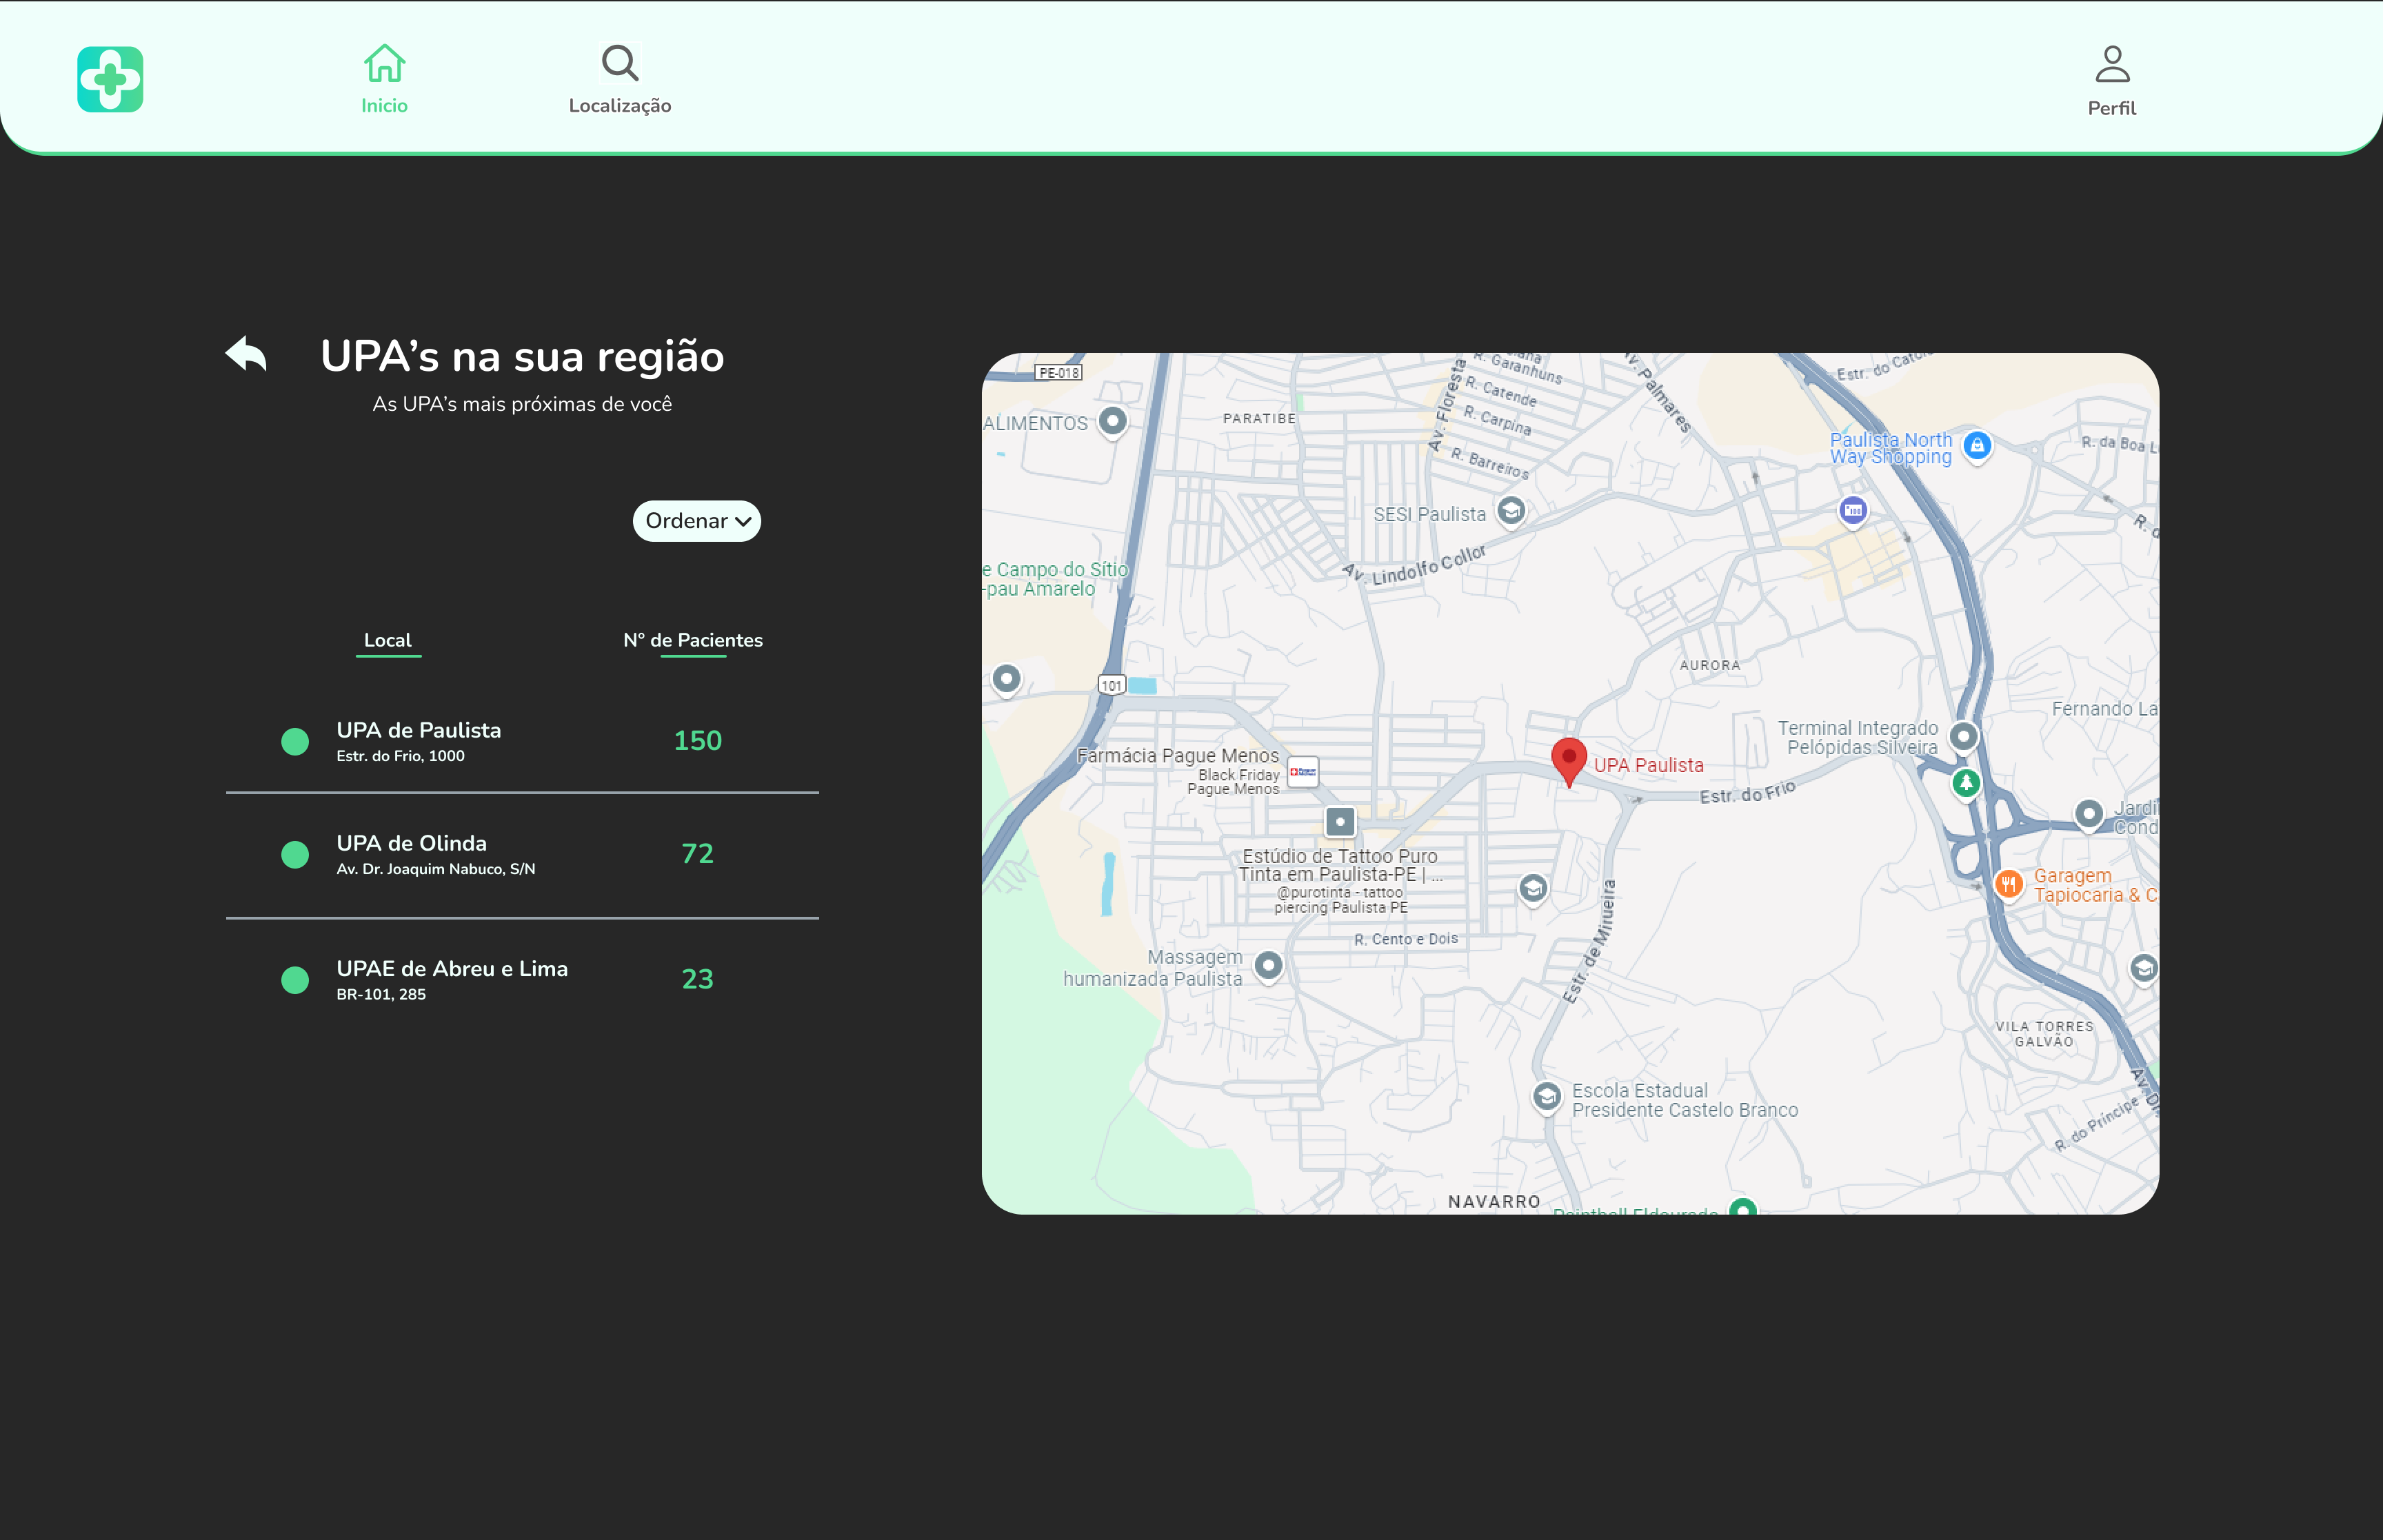 Inicio
Localização
Perfil
UPA’s na sua região
As UPA’s mais próximas de você
Ordenar
Local
Nº de Pacientes
UPA de Paulista
Estr. do Frio, 1000
150
UPA de Olinda
Av. Dr. Joaquim Nabuco, S/N
72
UPAE de Abreu e Lima
BR-101, 285
23
PE-018
ALIMENTOS
PARATIBE
Av. Floresta
R. Garanhuns
R. Catende
R. Carpina
R. Barreiros
Av. Palmares
Estr. do
Paulista North
Way Shopping
R. da Boa
SESI Paulista
Av. Lindolfo Collor
e Campo do Sítio
-pau Amarelo
AURORA
101
Fernando La
Terminal Integrado
Pelópidas Silveira
Farmácia Pague Menos
Black Friday
Pague Menos
UPA Paulista
Estr. do Frio
Jardi
Cond
Estúdio de Tattoo Puro
Tinta em Paulista-PE | ...
@purotinta - tattoo
piercing Paulista PE
Garagem
Tapiocaria & C
R. Cento e Dois
Estr. de Mirueira
Massagem
humanizada Paulista
VILA TORRES
GALVÃO
Escola Estadual
Presidente Castelo Branco
R. do Príncipe
NAVARRO